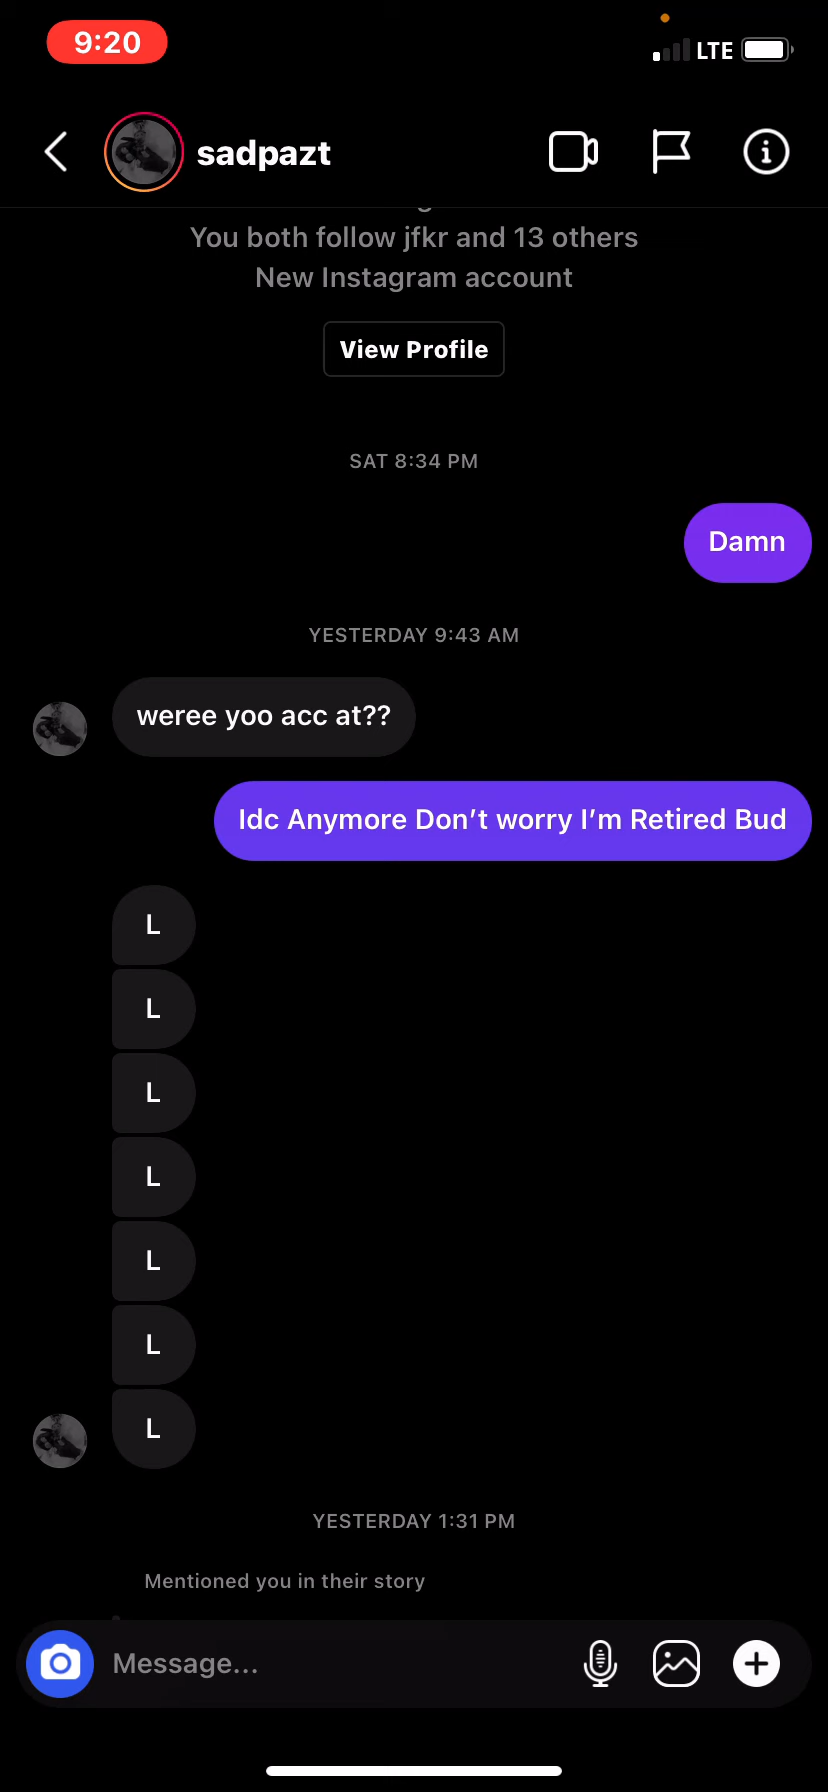 9:20
LTE
sadpazt
You both follow jfkr and 13 others
New Instagram account
View Profile
SAT 8:34 PM
Damn
YESTERDAY 9:43 AM
weree yoo acc at??
Idc Anymore Don’t worry I’m Retired Bud
L
L
L
L
L
L
L
YESTERDAY 1:31 PM
Mentioned you in their story
Message...